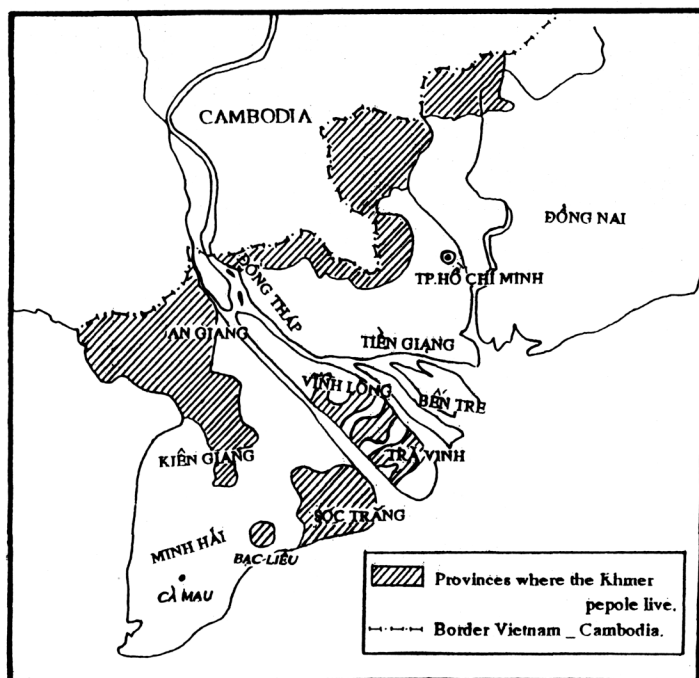 CAMBODIA
ĐỒNG NAI
TP.HỒ CHÍ MINH
ĐỒNG THÁP
AN GIANG
TIỀN GIANG
VĨNH LONG
BẾN TRE
TRÀ VINH
KIÊN GIANG
SÓC TRĂNG
MINH HẢI
BẠC-LIÊU
CÀ MAU
Provinces where the Khmer
pepole live.
Border Vietnam _ Cambodia.